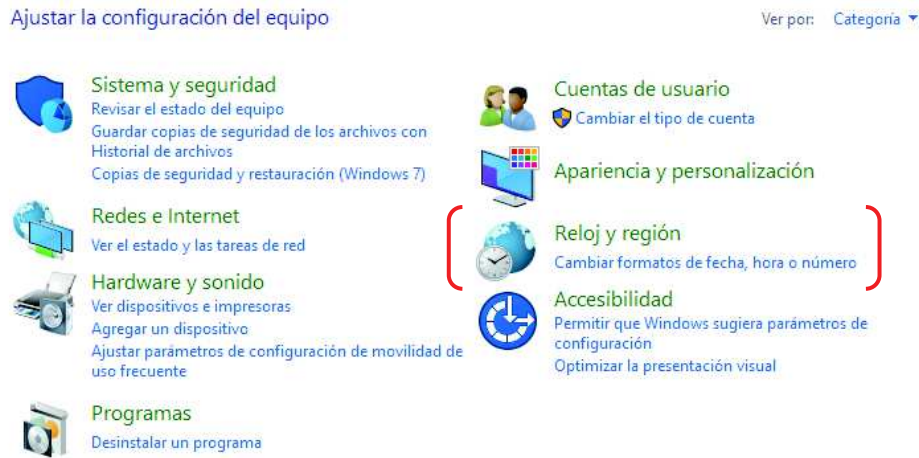 Ajustar la configuración del equipo
Ver por: Categoría
Sistema y seguridad
Revisar el estado del equipo
Guardar copias de seguridad de los archivos con
Historial de archivos
Copias de seguridad y restauración (Windows 7)
Redes e Internet
Ver el estado y las tareas de red
Hardware y sonido
Ver dispositivos e impresoras
Agregar un dispositivo
Ajustar parámetros de configuración de movilidad de
uso frecuente
Programas
Desinstalar un programa
Cuentas de usuario
Cambiar el tipo de cuenta
Apariencia y personalización
Reloj y región
Cambiar formatos de fecha, hora o número
Accesibilidad
Permitir que Windows sugiera parámetros de
configuración
Optimizar la presentación visual